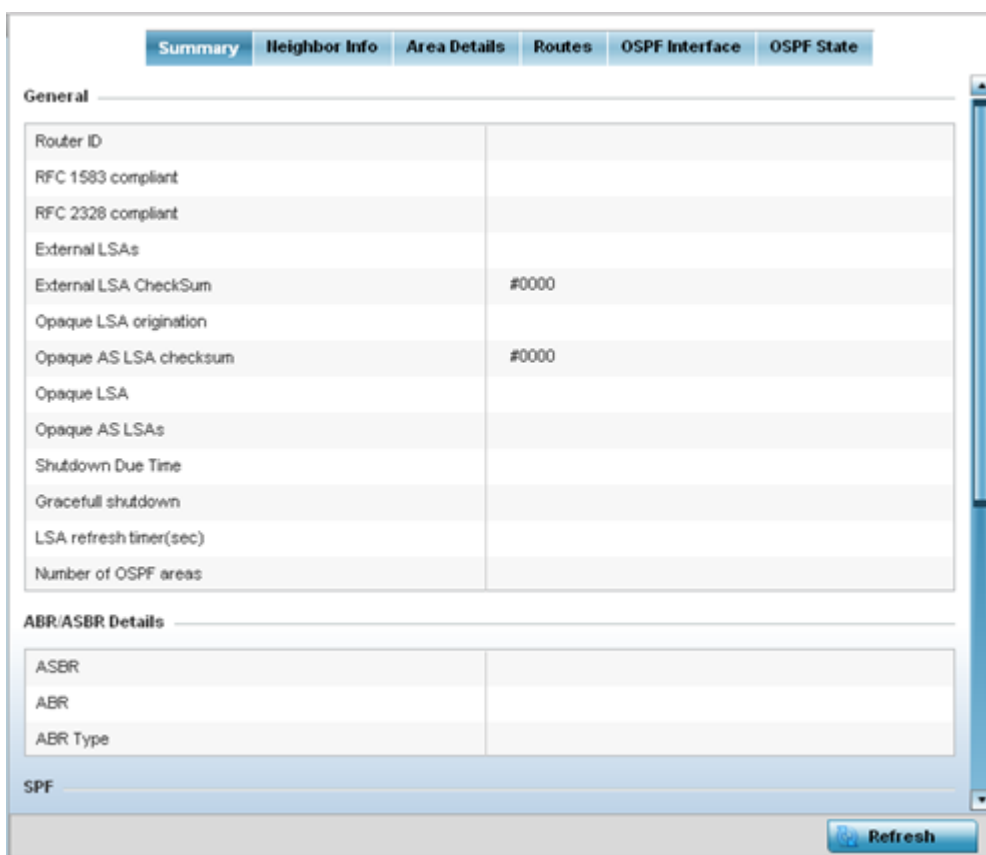 Summary Neighbor Info Area Details Routes OSPF Interface OSPF State
General
Router ID
RFC 1583 compliant
RFC 2328 compliant
External LSAs
External LSA CheckSum #0000
Opaque LSA origination
Opaque AS LSA checksum #0000
Opaque LSA
Opaque AS LSAs
Shutdown Due Time
Gracefull shutdown
LSA refresh timer(sec)
Number of OSPF areas
ABR/ASBR Details
ASBR
ABR
ABR Type
SPF
Refresh